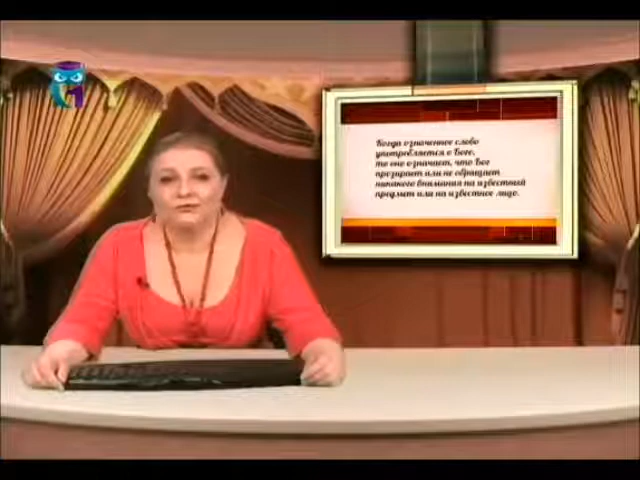 Когда означенное слово
употребляется о Боге,
то оно означает, что Бог
презирает или не обращает
никакого внимания на известный
предмет или на известное лицо.